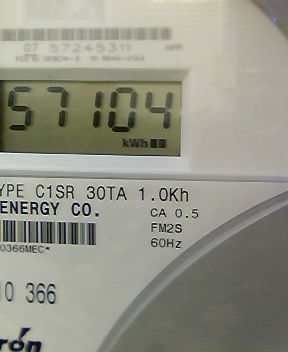 07 57245311
57104
kWh
YPE C1SR 30TA 1.0Kh
ENERGY CO. CA 0.5
FM2S
0366MEC* 60Hz
10 366
rón